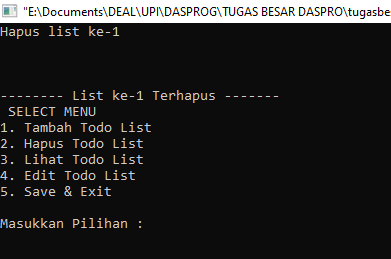 "E:\Documents\DEAL\UPI\DASPROG\TUGAS BESAR DASPRO\tugasbe
Hapus list ke-1
-------- List ke-1 Terhapus -------
SELECT MENU
1. Tambah Todo List
2. Hapus Todo List
3. Lihat Todo List
4. Edit Todo List
5. Save & Exit
Masukkan Pilihan :